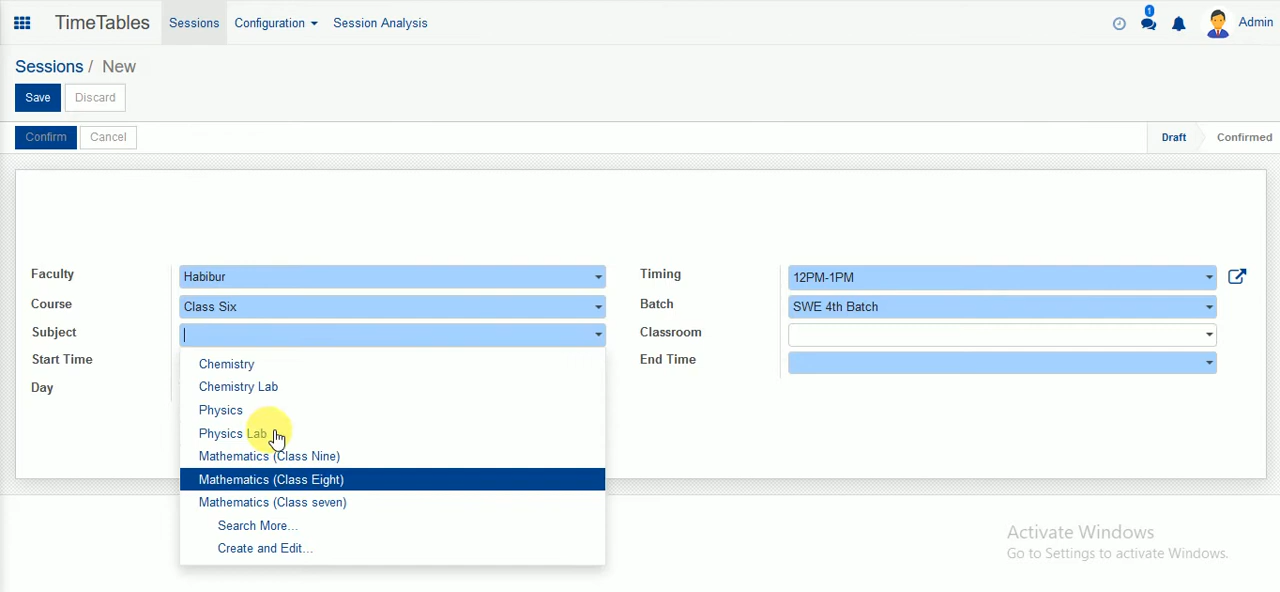 TimeTables Sessions Configuration Session Analysis 1 Admin
Sessions / New
Save Discard
Confirm Cancel Draft Confirmed
Faculty Habibur Timing 12PM-1PM
Course Class Six Batch SWE 4th Batch
Subject Classroom
Start Time End Time
Day
Chemistry
Chemistry Lab
Physics
Physics Lab
Mathematics (Class Nine)
Mathematics (Class Eight)
Mathematics (Class seven)
Search More...
Create and Edit...
Activate Windows
Go to Settings to activate Windows.